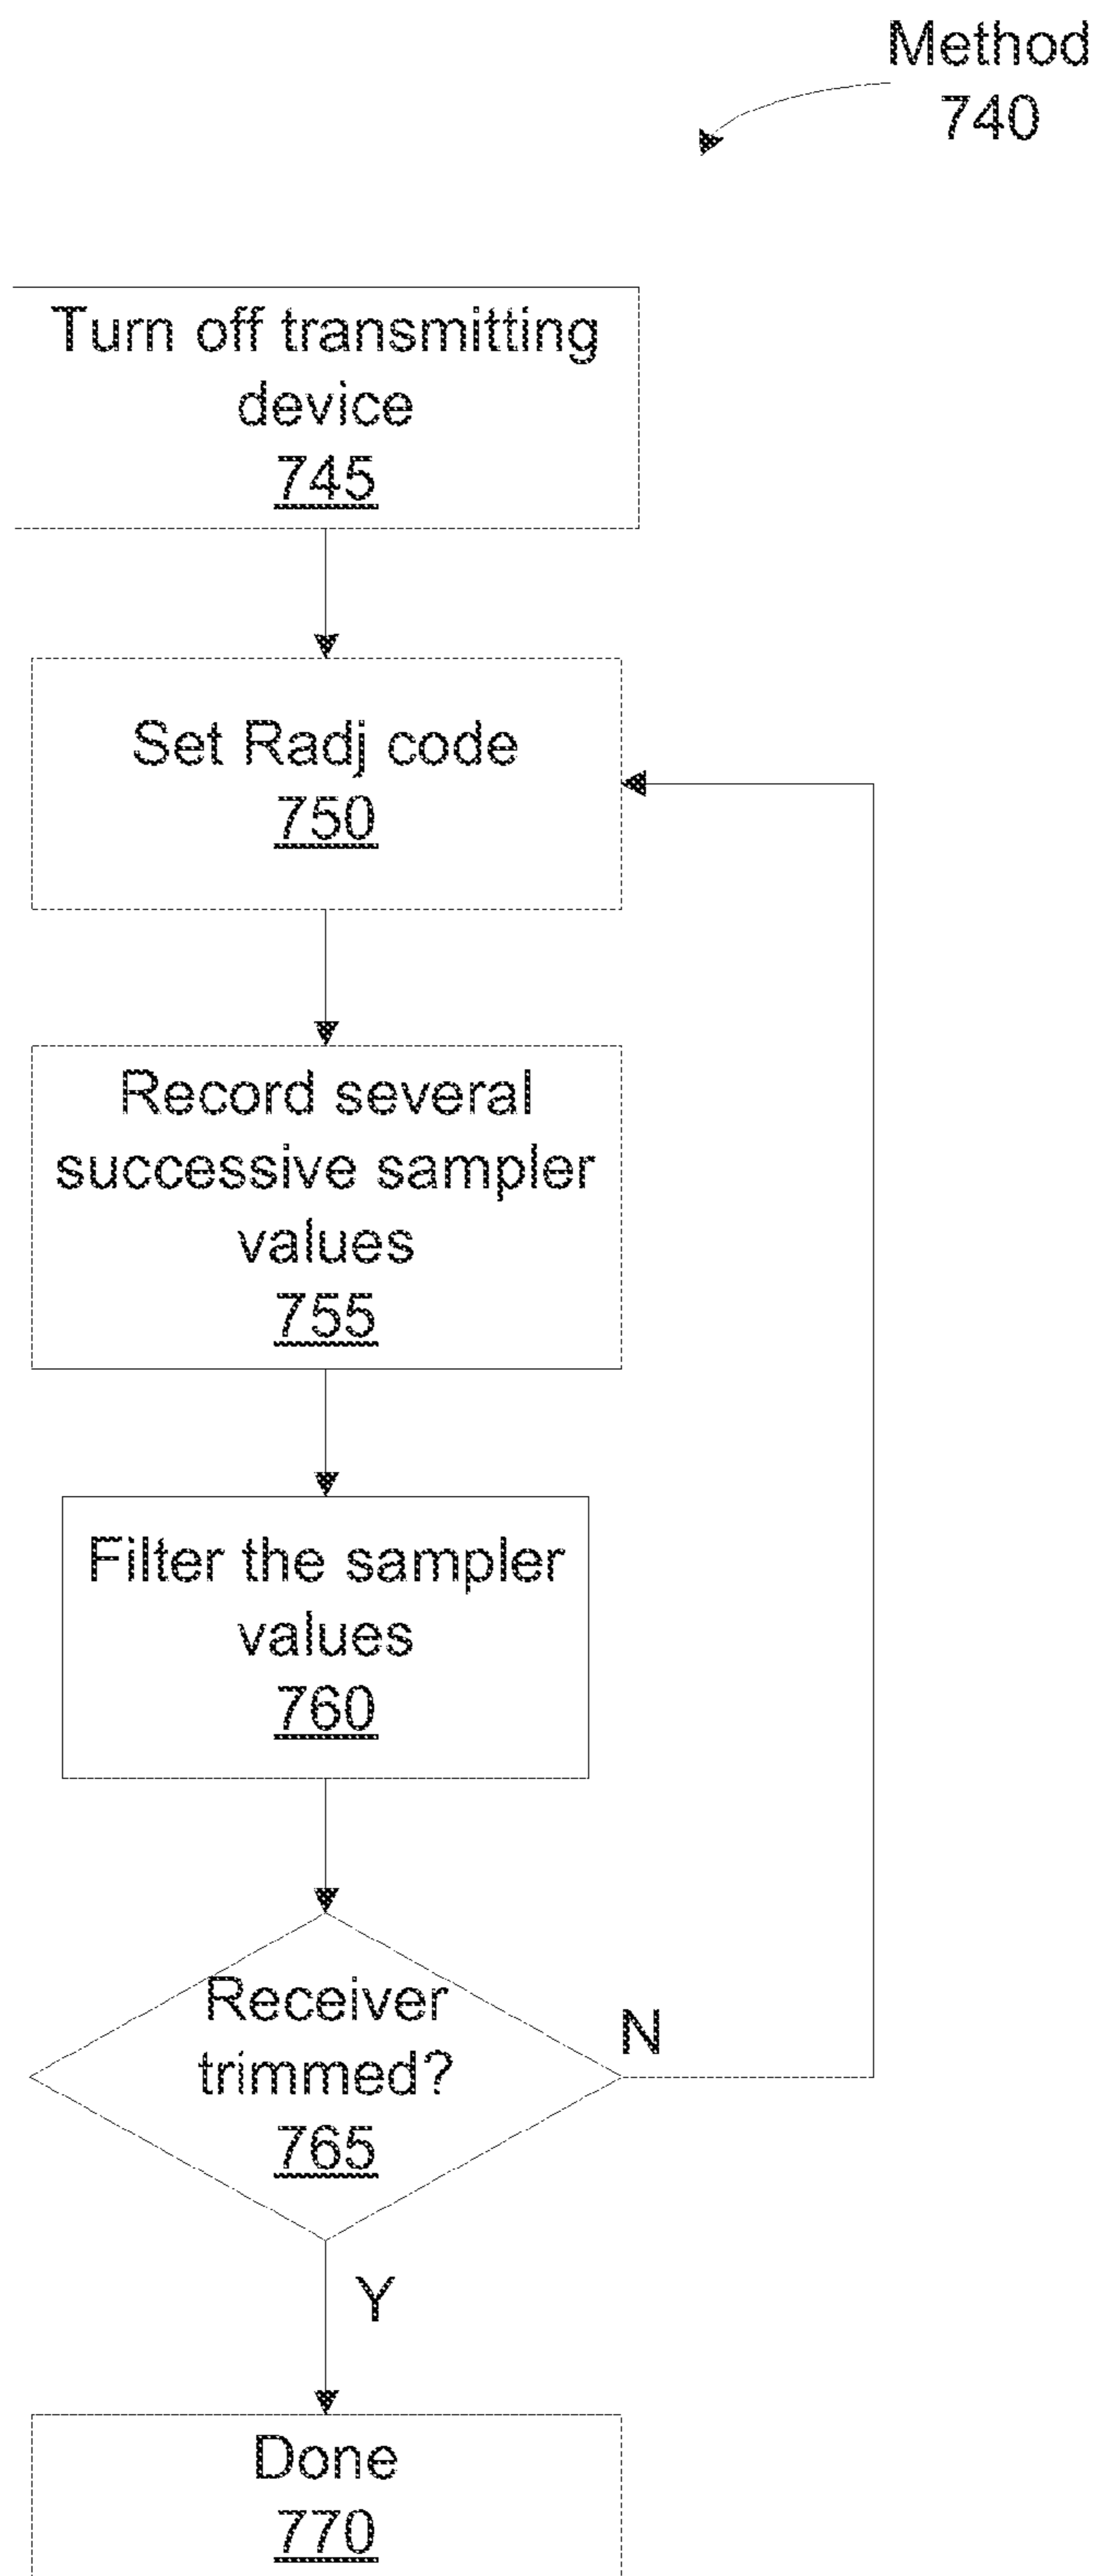 Method
740
Turn off transmitting
device
745
Set Radj code
750
Record several
successive sampler
values
755
Filter the sampler
values
760
Receiver
trimmed?
765
N
Y
Done
770